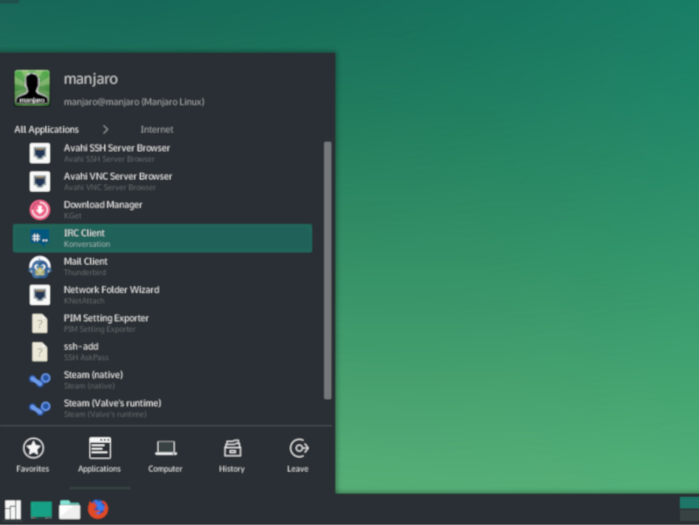 manjaro
manjaro
manjaro@manjaro (Manjaro Linux)
All Applications > Internet
Avahi SSH Server Browser
Avahi SSH Server Browser
Avahi VNC Server Browser
Avahi VNC Server Browser
Download Manager
KGet
IRC Client
Konversation
Mail Client
Thunderbird
Network Folder Wizard
KNetAttach
PIM Setting Exporter
PIM Setting Exporter
ssh-add
SSH AskPass
Steam (native)
Steam (native)
Steam (Valve's runtime)
Steam (Valve's runtime)
Favorites Applications Computer History Leave